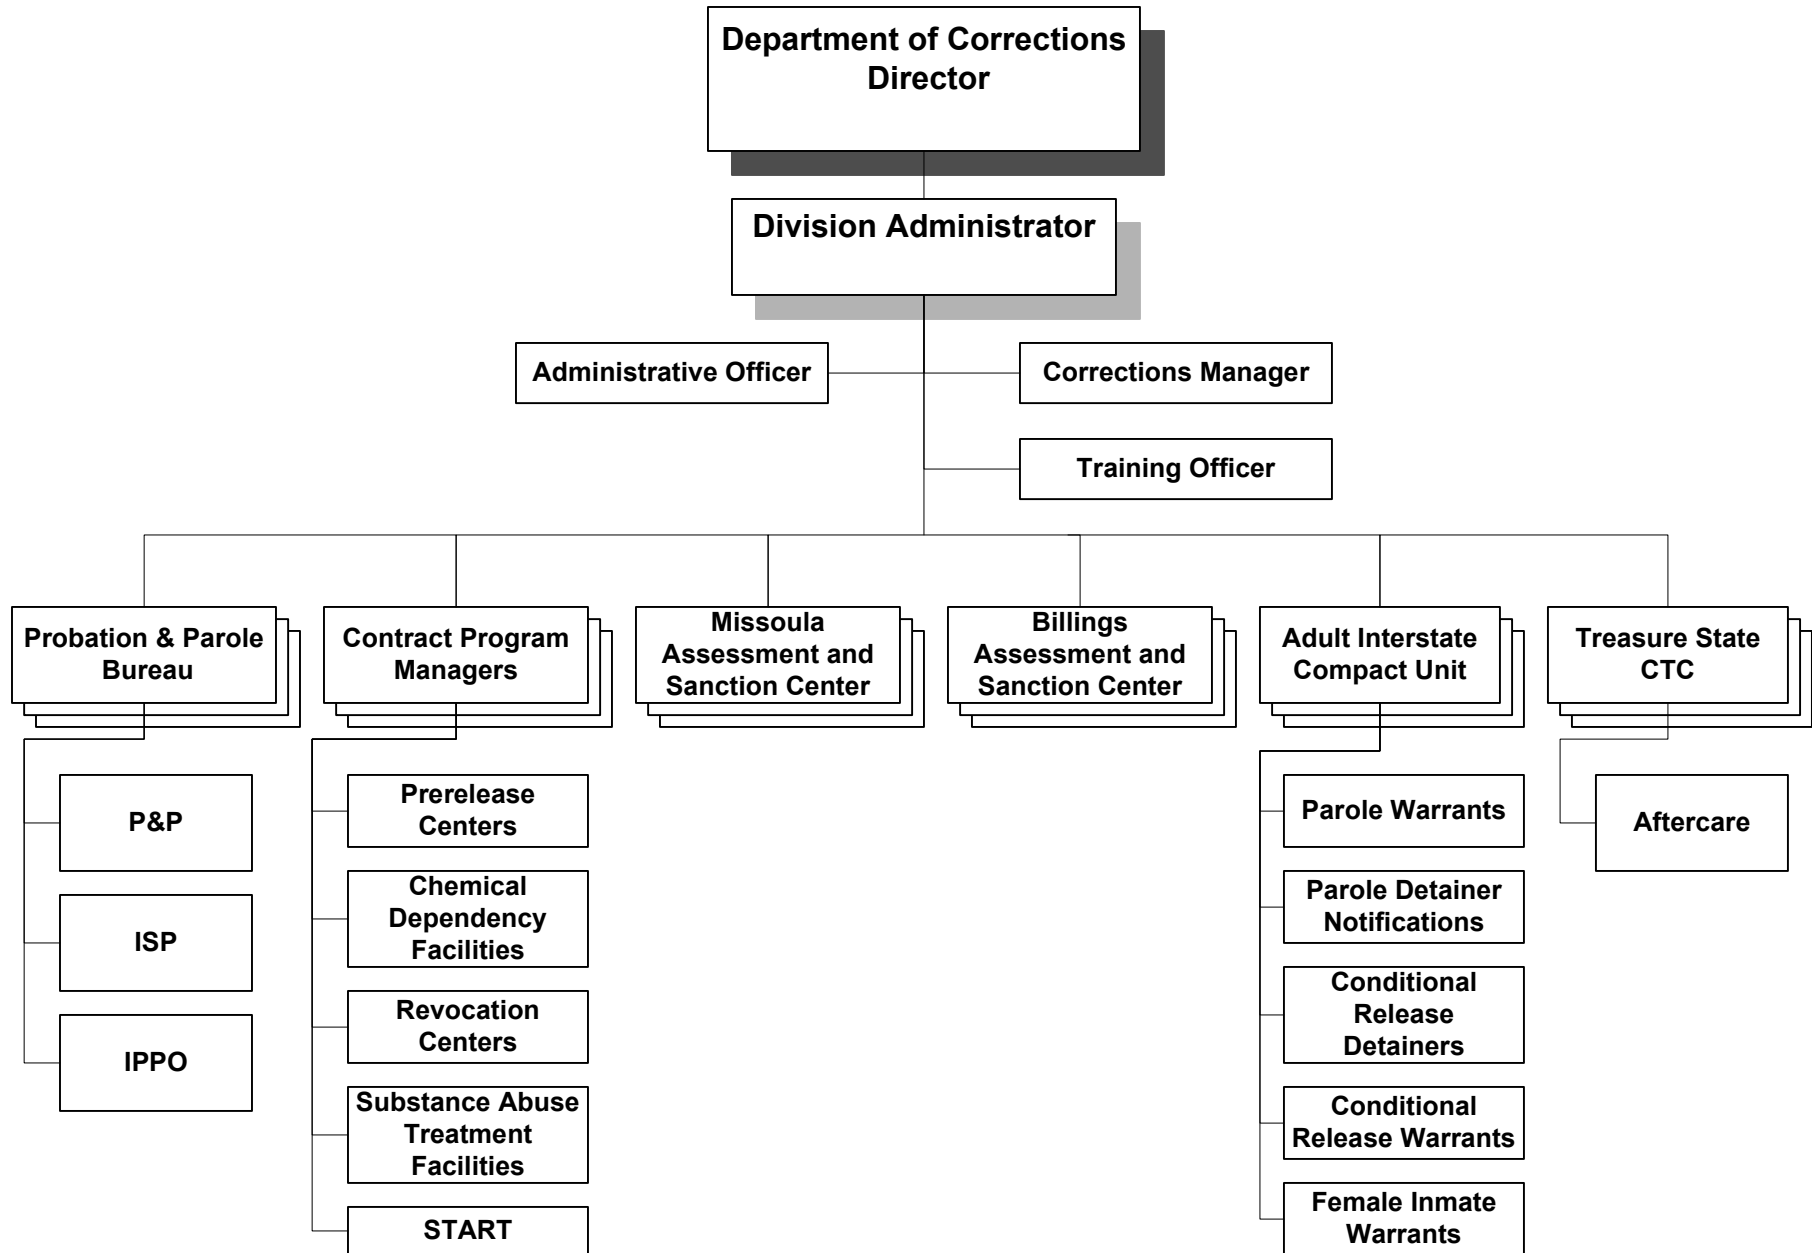 Department of Corrections
Director
Division Administrator
Administrative Officer
Corrections Manager
Training Officer
Probation & Parole
Bureau
Contract Program
Managers
Missoula
Assessment and
Sanction Center
Billings
Assessment and
Sanction Center
Adult Interstate
Compact Unit
Treasure State
CTC
P&P
ISP
IPPO
Prerelease
Centers
Chemical
Dependency
Facilities
Revocation
Centers
Substance Abuse
Treatment
Facilities
START
Parole Warrants
Parole Detainer
Notifications
Conditional
Release
Detainers
Conditional
Release Warrants
Female Inmate
Warrants
Aftercare